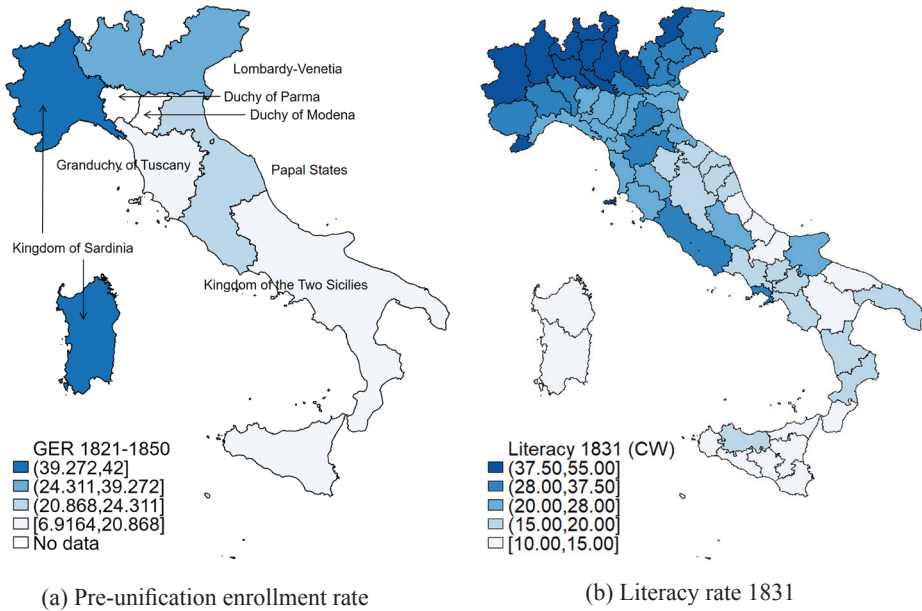 Lombardy-Venetia
Duchy of Parma
Duchy of Modena
Granduchy of Tuscany
Papal States
Kingdom of Sardinia
Kingdom of the Two Sicilies
GER 1821-1850
(39.272,42]
(24.311,39.272]
(20.868,24.311]
[6.9164,20.868]
No data
(a) Pre-unification enrollment rate
Literacy 1831 (CW)
(37.50,55.00]
(28.00,37.50]
(20.00,28.00]
(15.00,20.00]
[10.00,15.00]
(b) Literacy rate 1831